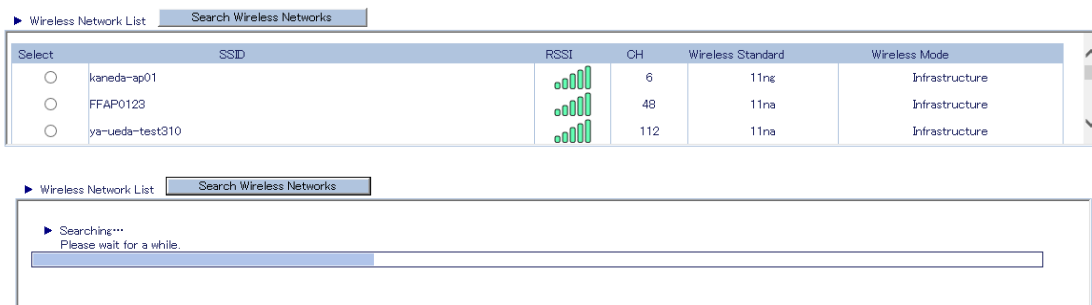 ▶ Wireless Network List Search Wireless Networks
Select SSID RSSI CH Wireless Standard Wireless Mode
kaneda-ap01 6 11ng Infrastructure
FFAP0123 48 11na Infrastructure
ya-ueda-test310 112 11na Infrastructure
▶ Wireless Network List Search Wireless Networks
▶ Searching…
Please wait for a while.